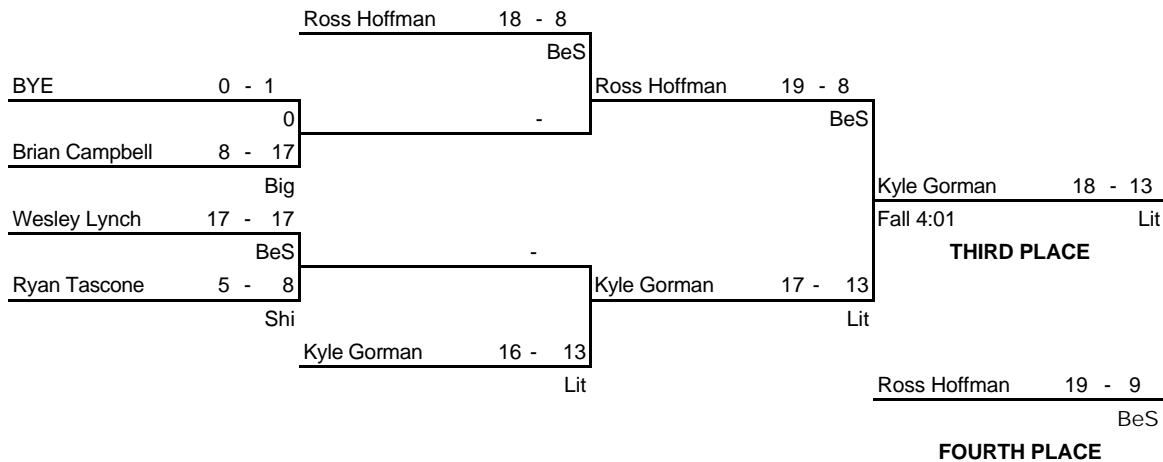 Ross Hoffman 18 - 8
BeS
BYE 0 - 1
Ross Hoffman 19 - 8
0
-
BeS
Brian Campbell 8 - 17
Big
Kyle Gorman 18 - 13
Wesley Lynch 17 - 17
Fall 4:01 Lit
BeS
-
THIRD PLACE
Ryan Tascone 5 - 8
Kyle Gorman 17 - 13
Shi
Lit
Kyle Gorman 16 - 13
Lit
Ross Hoffman 19 - 9
BeS
FOURTH PLACE